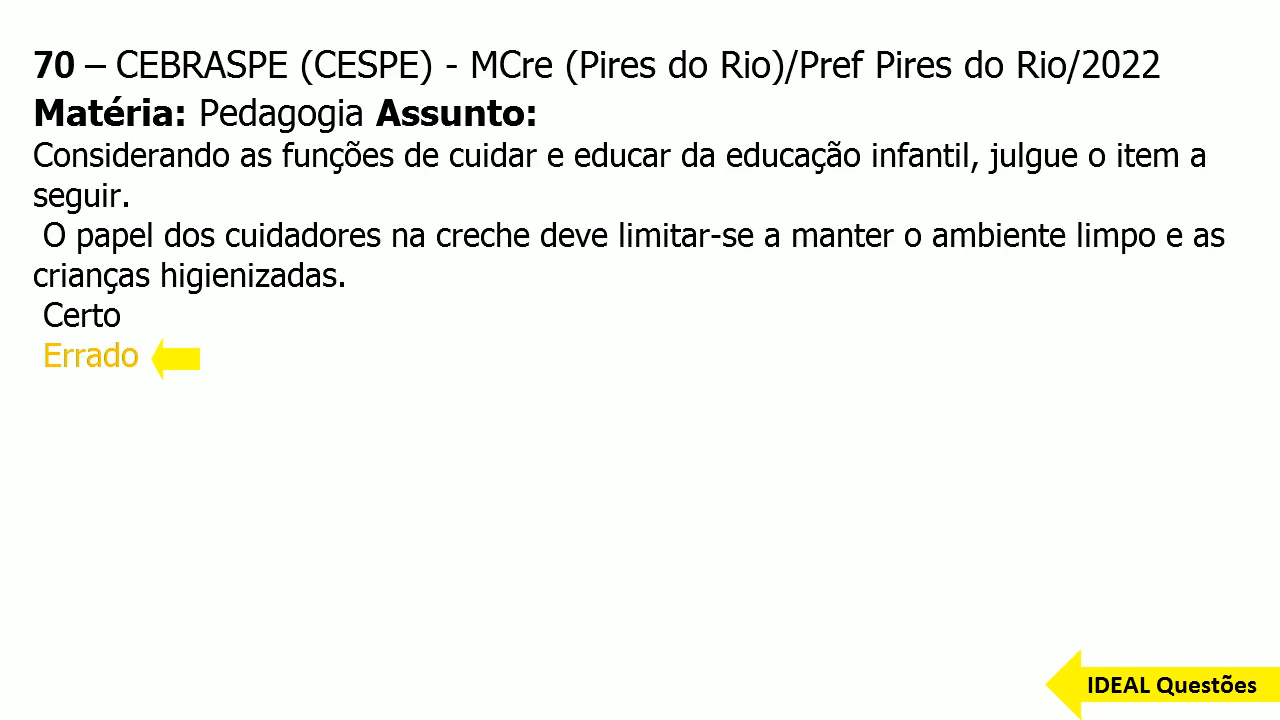 70 – CEBRASPE (CESPE) - MCre (Pires do Rio)/Pref Pires do Rio/2022
Matéria: Pedagogia Assunto:
Considerando as funções de cuidar e educar da educação infantil, julgue o item a
seguir.
O papel dos cuidadores na creche deve limitar-se a manter o ambiente limpo e as
crianças higienizadas.
Certo
Errado
IDEAL Questões